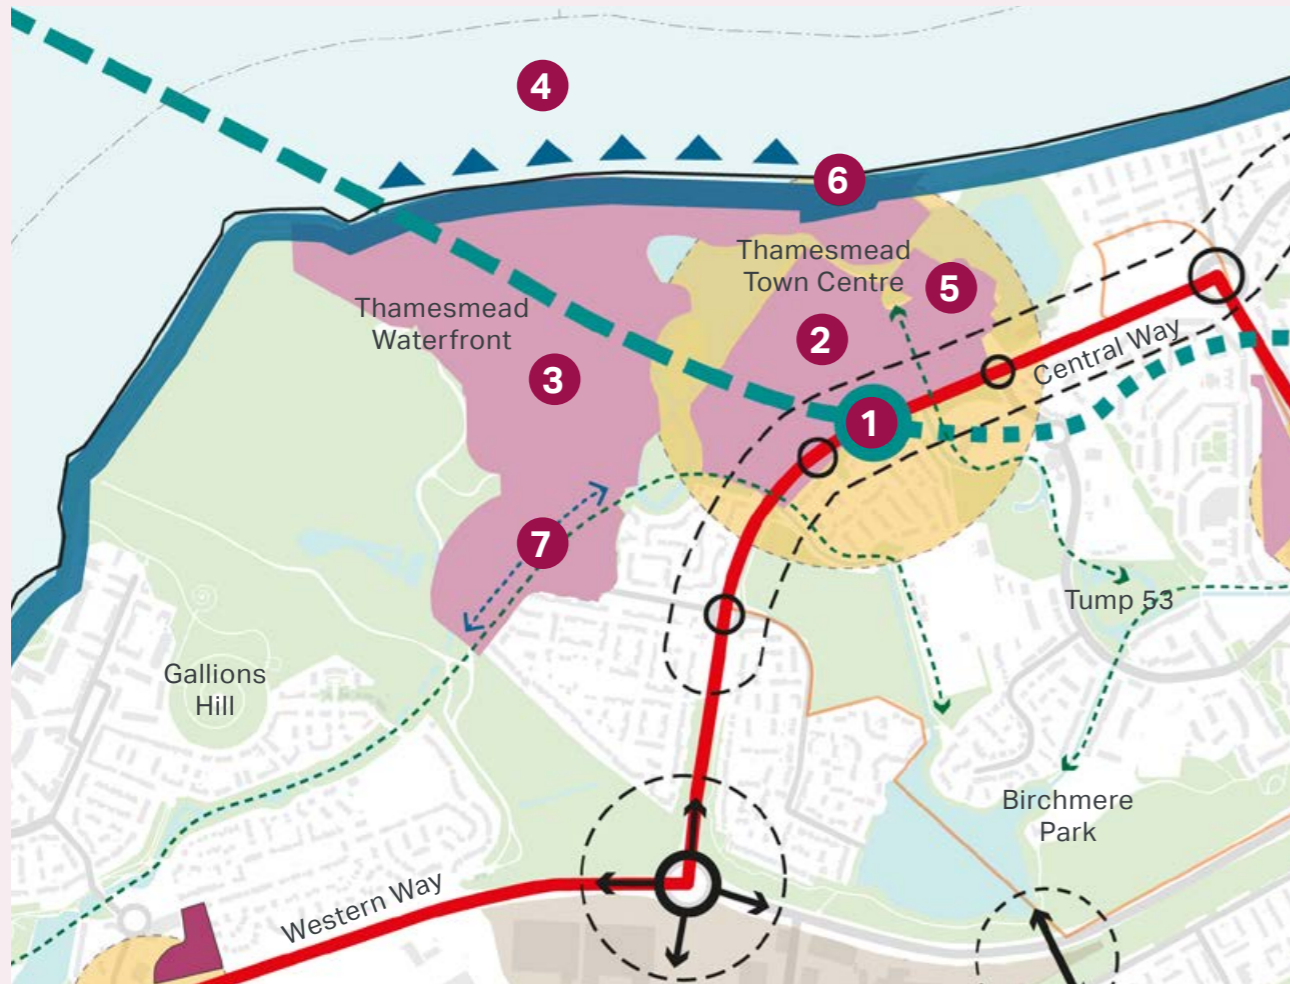 4
6
Thamesmead
Town Centre
5
Thamesmead
Waterfront
2
Central Way
3
1
7
Tump 53
Gallions
Hill
Birchmere
Park
Western Way